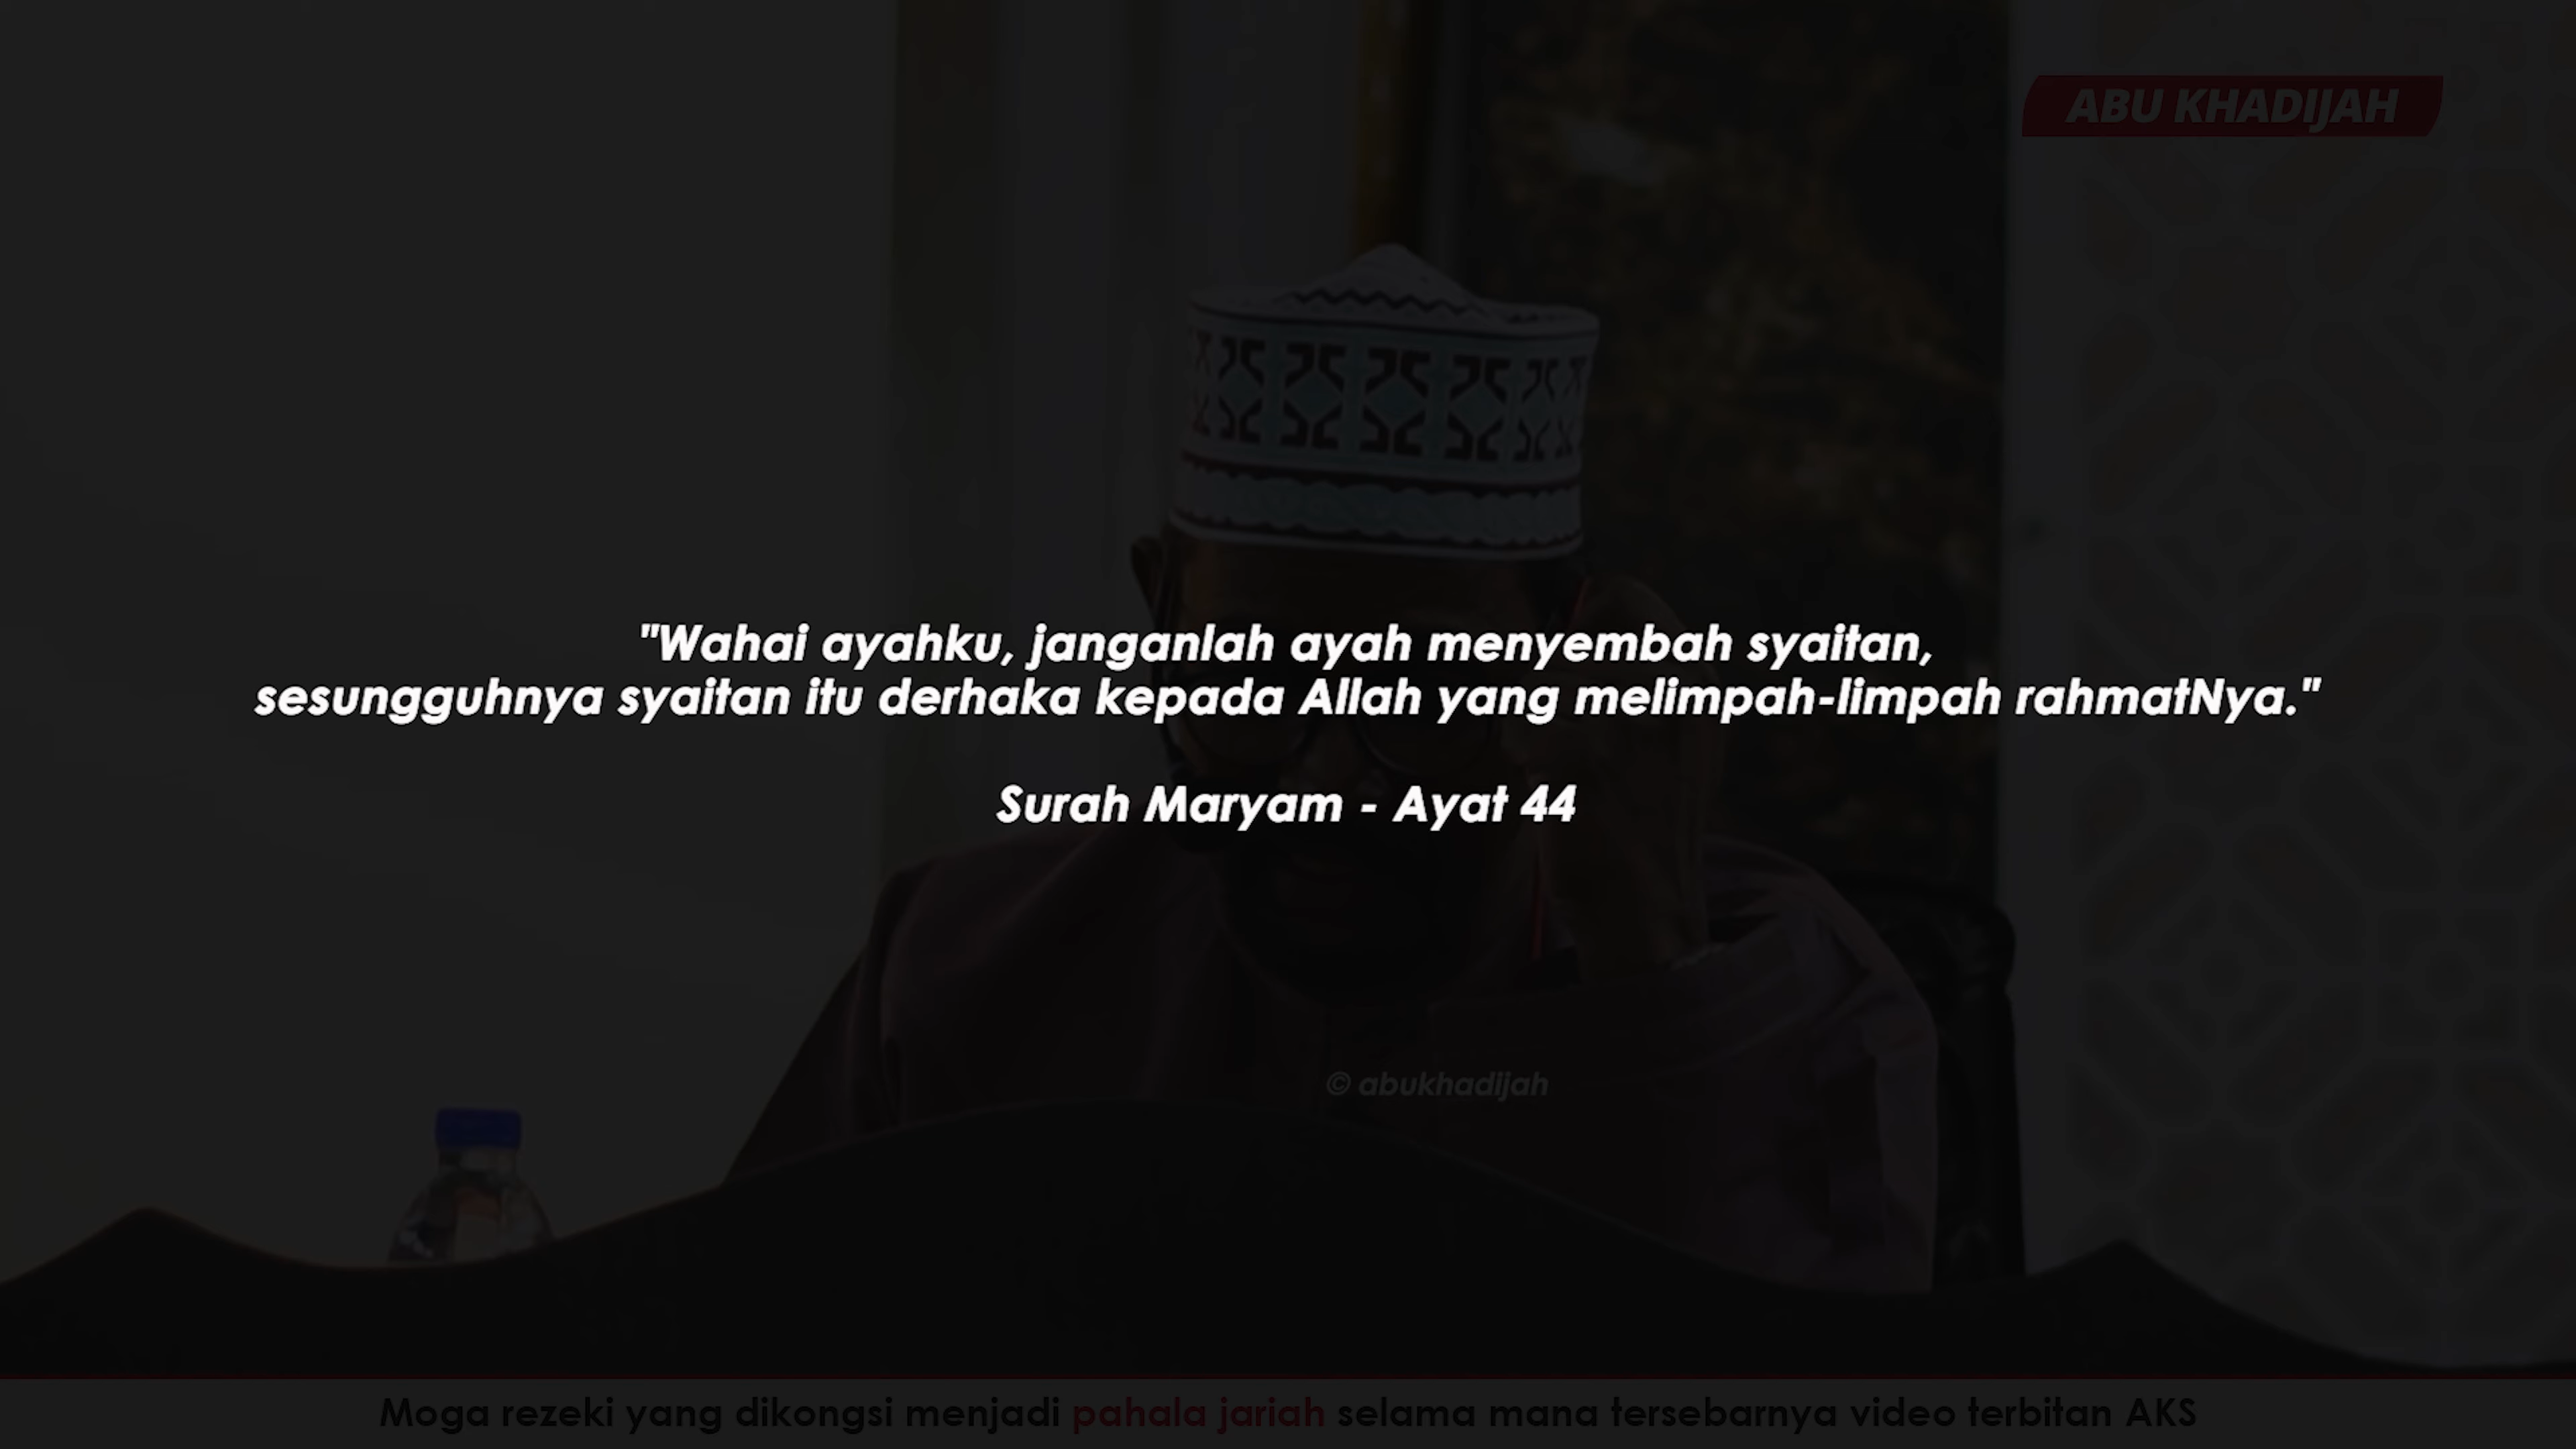 ABU KHADIJAH
"Wahai ayahku, janganlah ayah menyembah syaitan,
sesungguhnya syaitan itu derhaka kepada Allah yang melimpah-limpah rahmatNya."
Surah Maryam - Ayat 44
© abukhadijah
Moga rezeki yang dikongsi menjadi pahala jariah selama mana tersebarnya video terbitan AKS